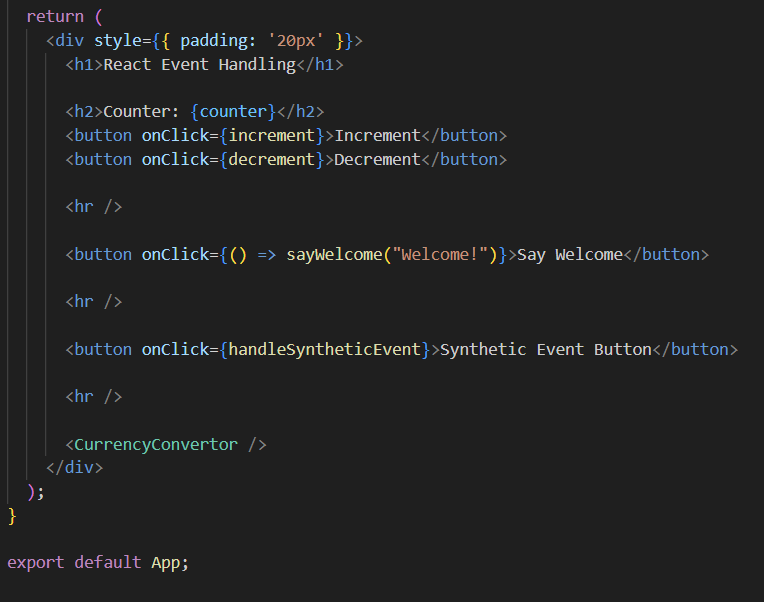 return (
<div style={{ padding: '20px' }}>
<h1>React Event Handling</h1>
<h2>Counter: {counter}</h2>
<button onClick={increment}>Increment</button>
<button onClick={decrement}>Decrement</button>
<hr />
<button onClick={() => sayWelcome("Welcome!")}>Say Welcome</button>
<hr />
<button onClick={handleSyntheticEvent}>Synthetic Event Button</button>
<hr />
<CurrencyConvertor />
</div>
);
}
export default App;